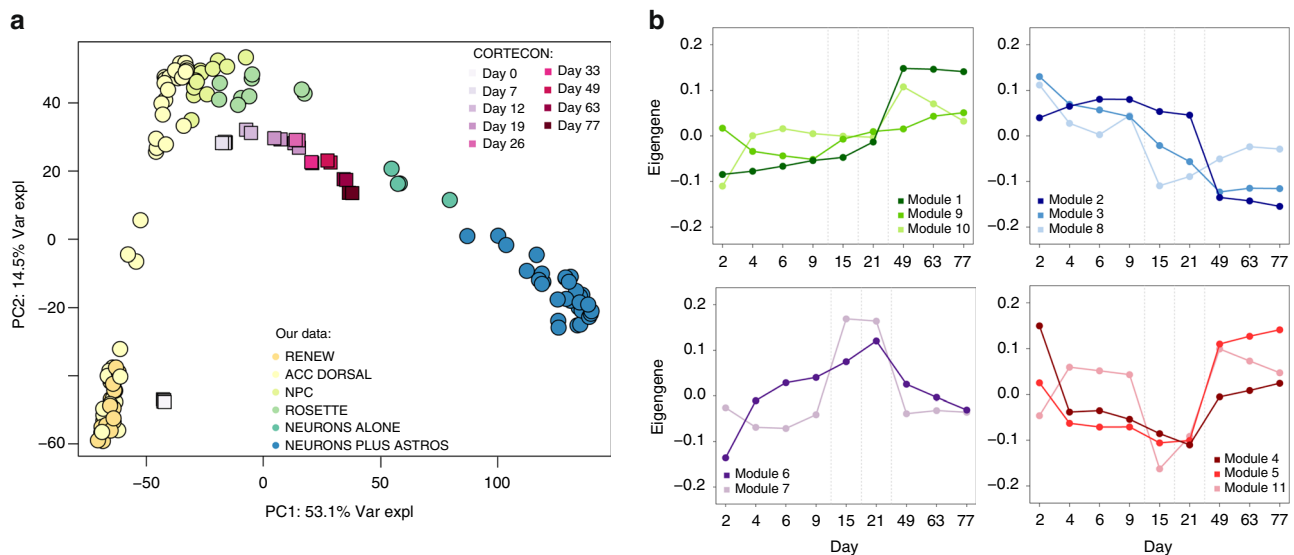 a
b
CORTECON:
Day 0
Day 7
Day 12
Day 19
Day 26
Day 33
Day 49
Day 63
Day 77
Our data:
RENEW
ACC DORSAL
NPC
ROSETTE
NEURONS ALONE
NEURONS PLUS ASTROS
PC2: 14.5% Var expl
40
20
0
−20
−40
−60
−50
0
50
100
PC1: 53.1% Var expl
Eigengene
0.2
0.1
0.0
−0.1
−0.2
Module 1
Module 9
Module 10
2 4 6 9 15 21 49 63 77
0.2
0.1
0.0
−0.1
−0.2
Module 2
Module 3
Module 8
2 4 6 9 15 21 49 63 77
Eigengene
0.2
0.1
0.0
−0.1
−0.2
Module 6
Module 7
2 4 6 9 15 21 49 63 77
Day
0.2
0.1
0.0
−0.1
−0.2
Module 4
Module 5
Module 11
2 4 6 9 15 21 49 63 77
Day